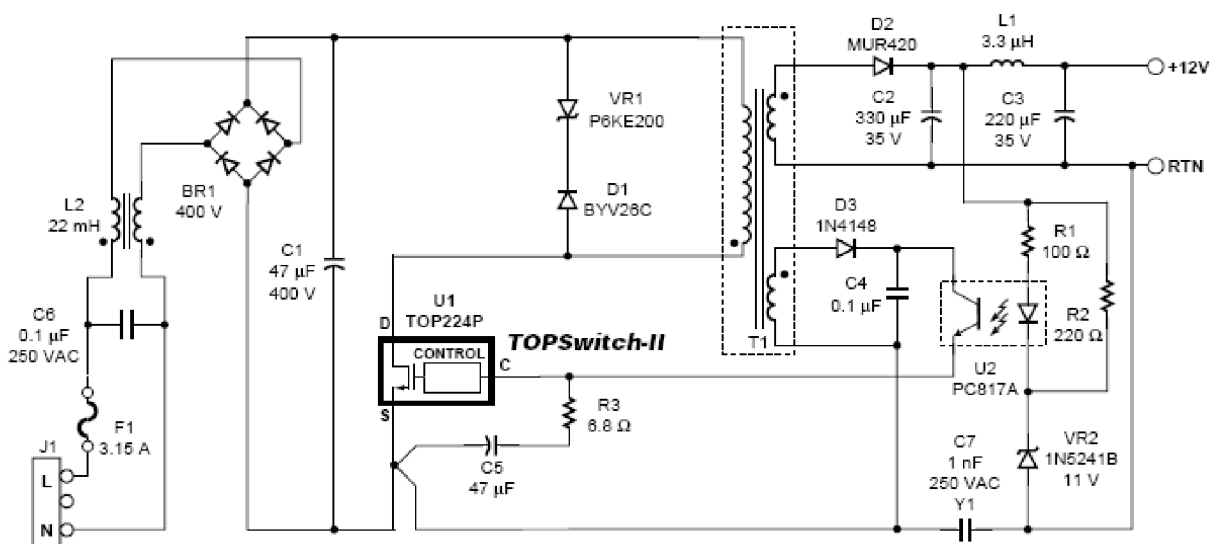 D2
MUR420
L1
3.3 µH
+12V
VR1
P6KE200
C2
330 µF
35 V
C3
220 µF
35 V
RTN
BR1
400 V
D1
BYV26C
L2
22 mH
D3
1N4148
R1
100 Ω
C1
47 µF
400 V
C4
0.1 µF
U1
TOP224P
R2
220 Ω
C6
0.1 µF
250 VAC
D
TOPSwitch-II
T1
CONTROL
C
U2
PC817A
S
R3
6.8 Ω
F1
3.15 A
J1
C5
47 µF
C7
1 nF
250 VAC
Y1
VR2
1N5241B
11 V
L
N